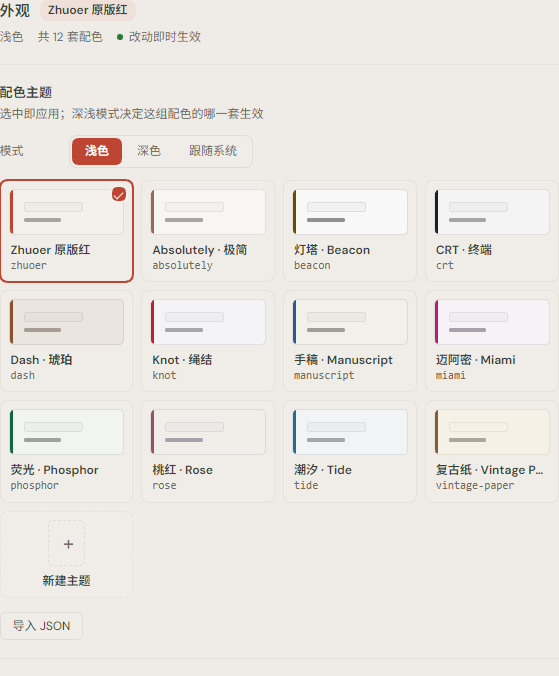 外观 Zhuoer 原版红
浅色 共 12 套配色 改动即时生效
配色主题
选中即应用；深浅模式决定这组配色的哪一套生效
模式 浅色 深色 跟随系统
Zhuoer 原版红 Absolutely · 极简 灯塔 · Beacon CRT · 终端
zhuoer absolutely beacon crt
Dash · 琥珀 Knot · 绳结 手稿 · Manuscript 迈阿密 · Miami
dash knot manuscript miami
荧光 · Phosphor 桃红 · Rose 潮汐 · Tide 复古纸 · Vintage P...
phosphor rose tide vintage-paper
+
新建主题
导入 JSON